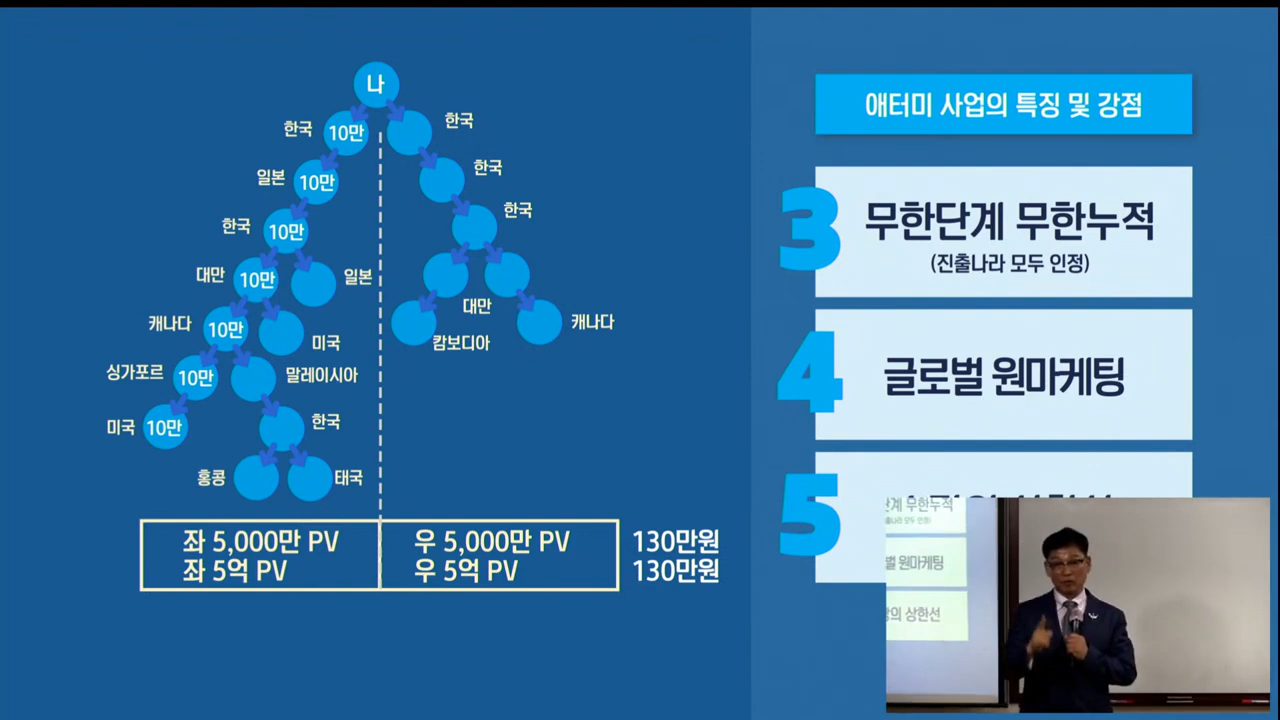 나
한국
10만
한국
일본
10만
한국
한국
10만
한국
대만
10만
일본
대만
캐나다
10만
미국
캄보디아
캐나다
싱가포르
10만
말레이시아
미국
10만
한국
홍콩
태국
좌 5,000만 PV
우 5,000만 PV
130만원
좌 5억 PV
우 5억 PV
130만원
애터미 사업의 특징 및 강점
3
무한단계 무한누적
(진출나라 모두 인정)
4
글로벌 원마케팅
5
단계 무한누적
출나라 모두 인정)
벌 원마케팅
의 상한선